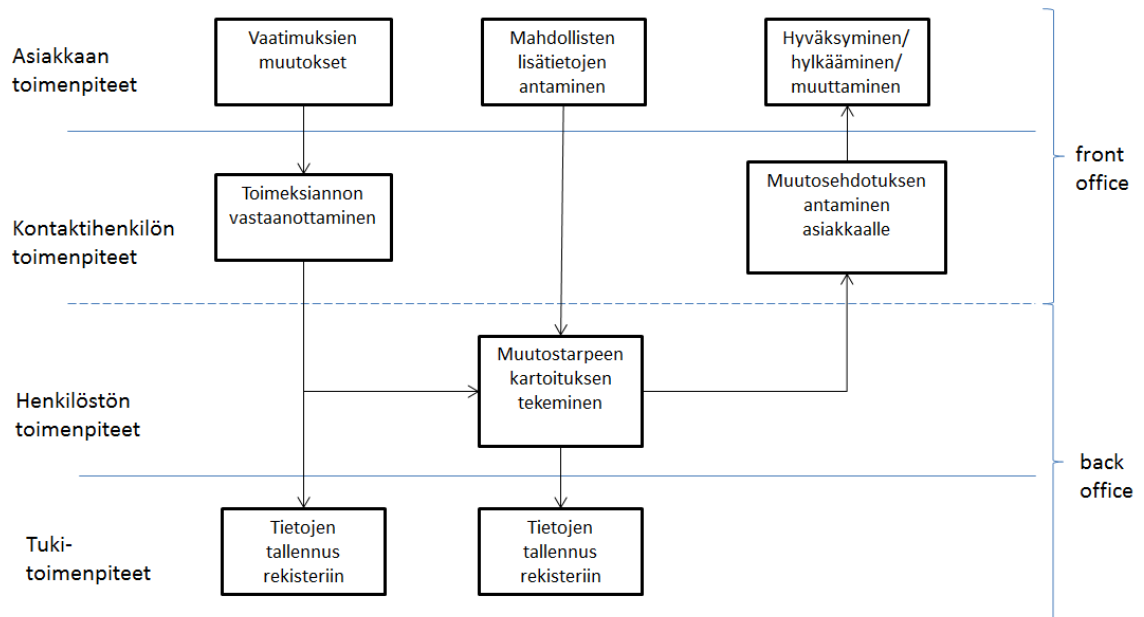 Asiakkaan
toimenpiteet
Vaatimuksien
muutokset
Mahdollisten
lisätietojen
antaminen
Hyväksyminen/
hylkääminen/
muuttaminen
front
office
Kontaktihenkilön
toimenpiteet
Toimeksiannon
vastaanottaminen
Muutosehdotuksen
antaminen
asiakkaalle
Henkilöstön
toimenpiteet
Muutostarpeen
kartoituksen
tekeminen
back
office
Tuki-
toimenpiteet
Tietojen
tallennus
rekisteriin
Tietojen
tallennus
rekisteriin